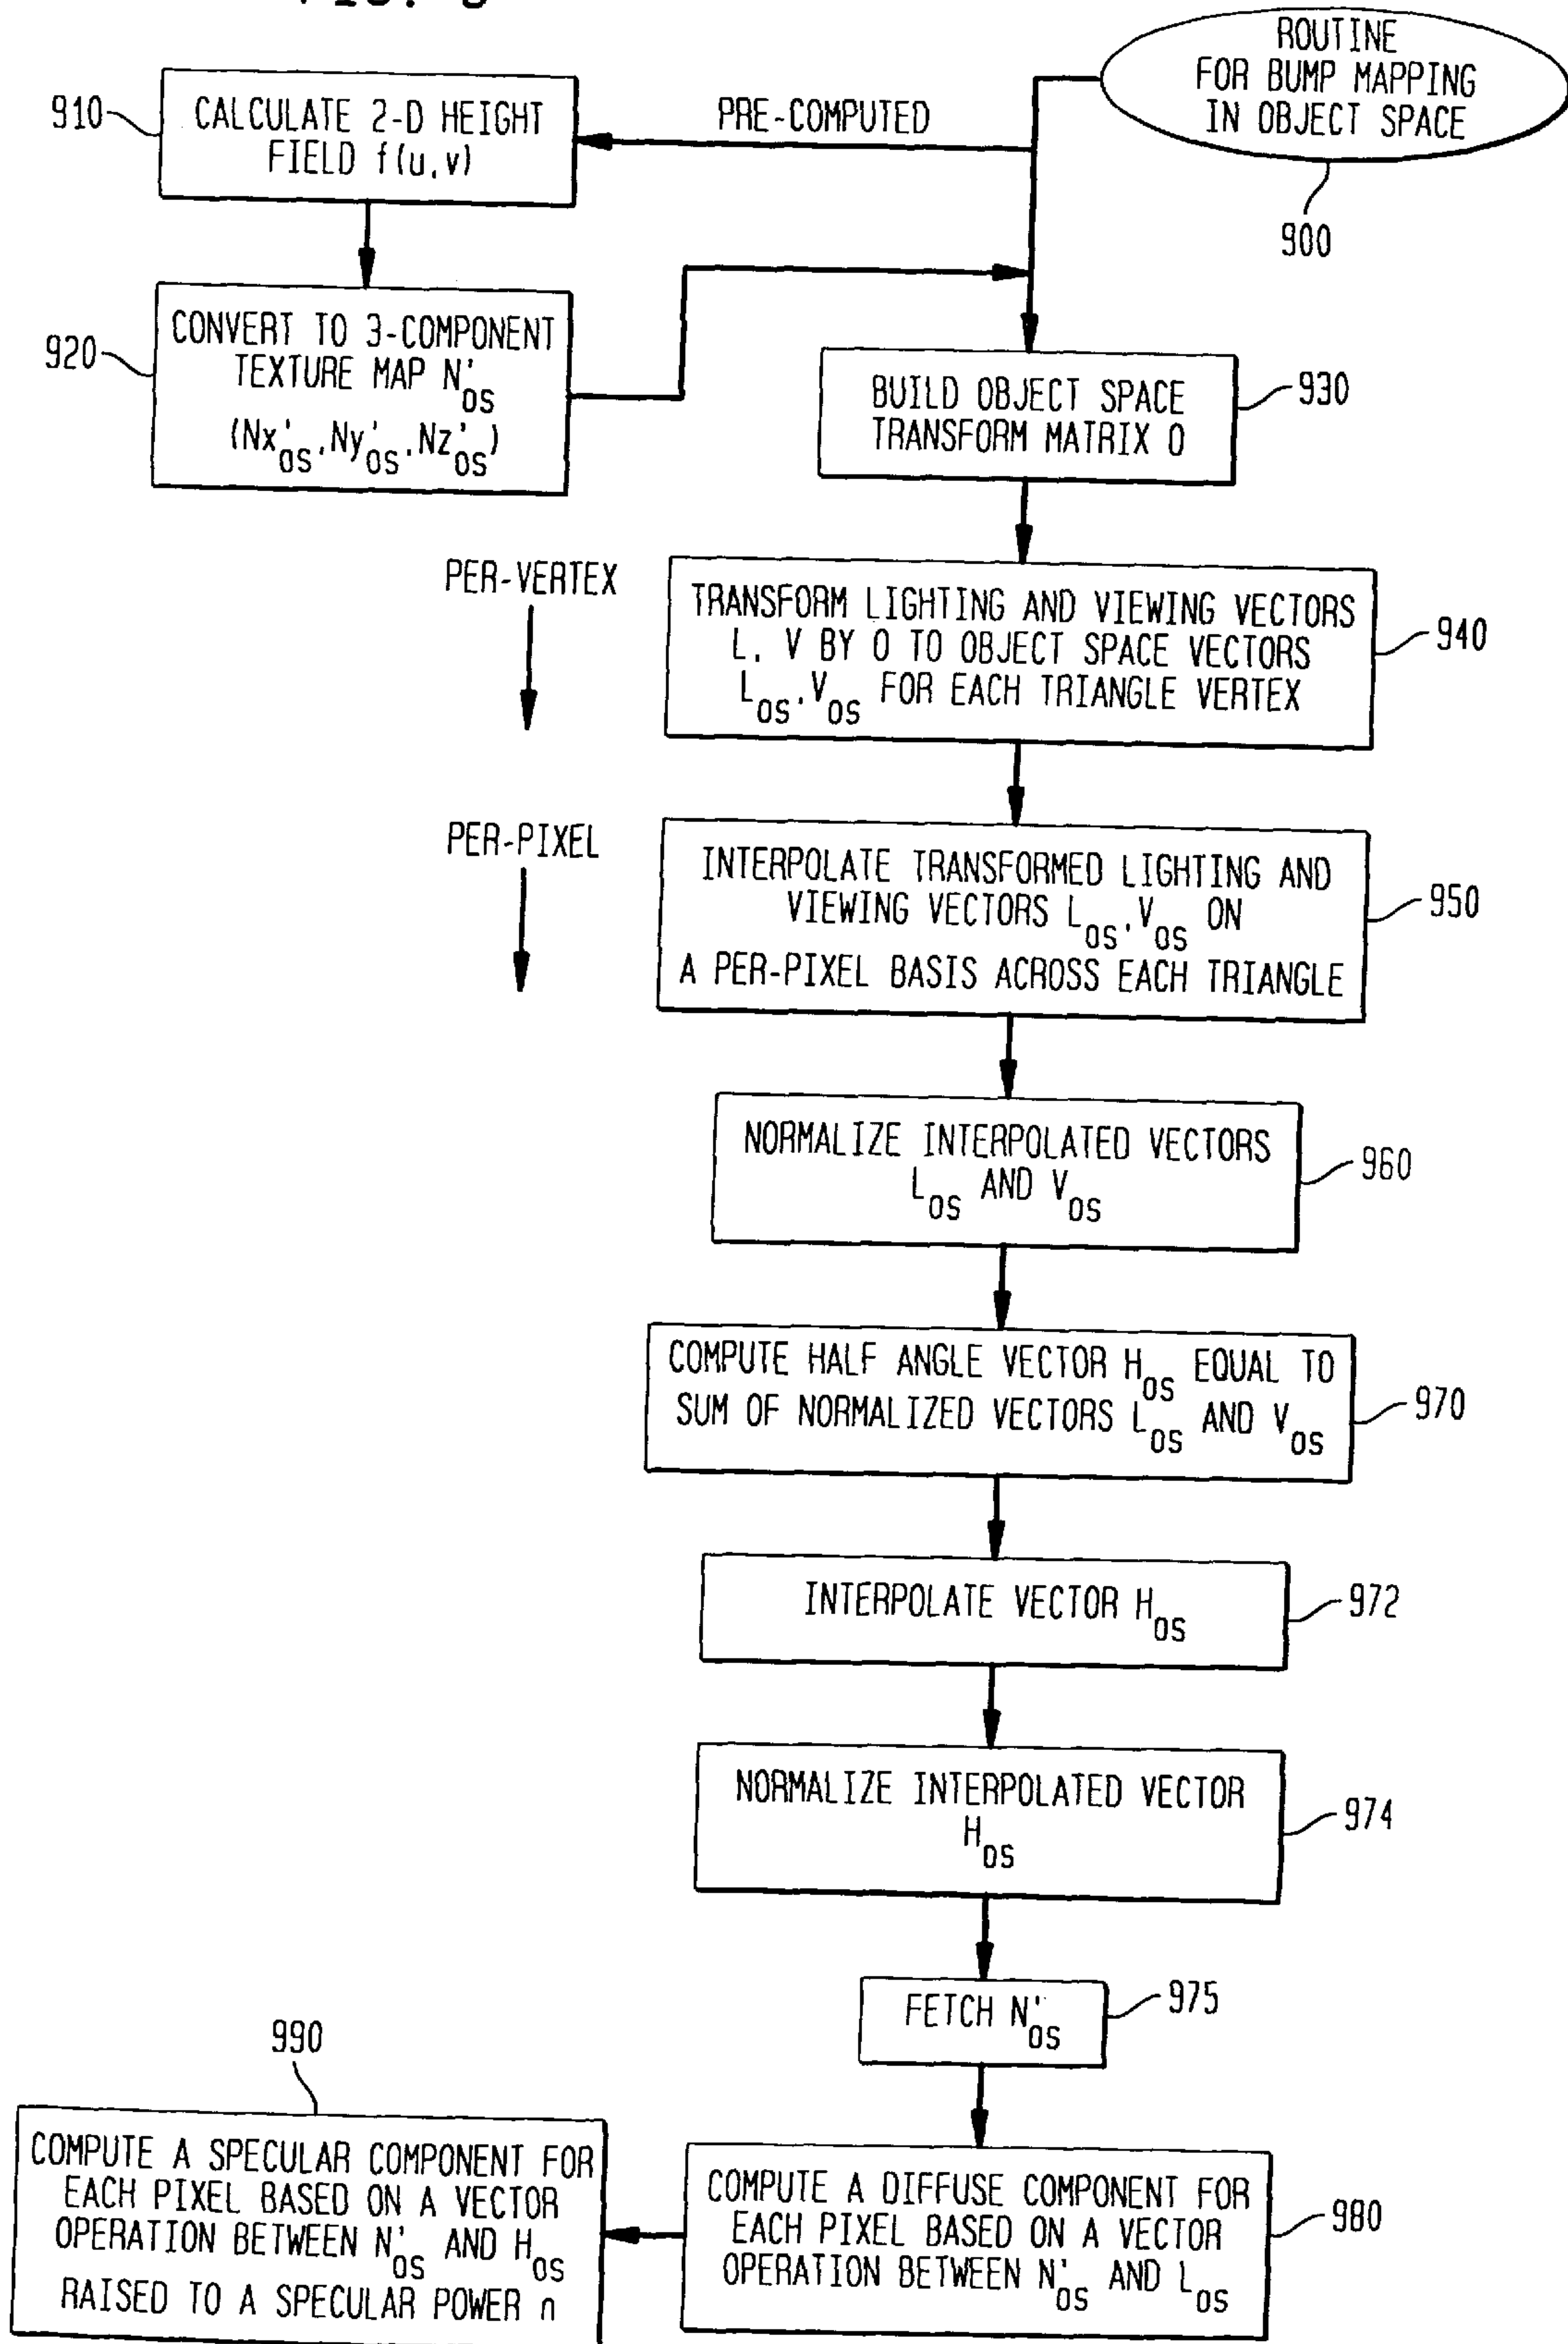 ROUTINE
FOR BUMP MAPPING
IN OBJECT SPACE
900
PRE-COMPUTED
910
CALCULATE 2-D HEIGHT
FIELD f(u,v)
920
CONVERT TO 3-COMPONENT
TEXTURE MAP N'OS
(Nx'OS,Ny'OS,Nz'OS)
BUILD OBJECT SPACE
TRANSFORM MATRIX O
930
PER-VERTEX
TRANSFORM LIGHTING AND VIEWING VECTORS
L, V BY O TO OBJECT SPACE VECTORS
LOS,VOS FOR EACH TRIANGLE VERTEX
940
PER-PIXEL
INTERPOLATE TRANSFORMED LIGHTING AND
VIEWING VECTORS LOS,VOS ON
A PER-PIXEL BASIS ACROSS EACH TRIANGLE
950
NORMALIZE INTERPOLATED VECTORS
LOS AND VOS
960
COMPUTE HALF ANGLE VECTOR HOS EQUAL TO
SUM OF NORMALIZED VECTORS LOS AND VOS
970
INTERPOLATE VECTOR HOS
972
NORMALIZE INTERPOLATED VECTOR
HOS
974
FETCH N'OS
975
COMPUTE A DIFFUSE COMPONENT FOR
EACH PIXEL BASED ON A VECTOR
OPERATION BETWEEN N'OS AND LOS
980
990
COMPUTE A SPECULAR COMPONENT FOR
EACH PIXEL BASED ON A VECTOR
OPERATION BETWEEN N'OS AND HOS
RAISED TO A SPECULAR POWER n